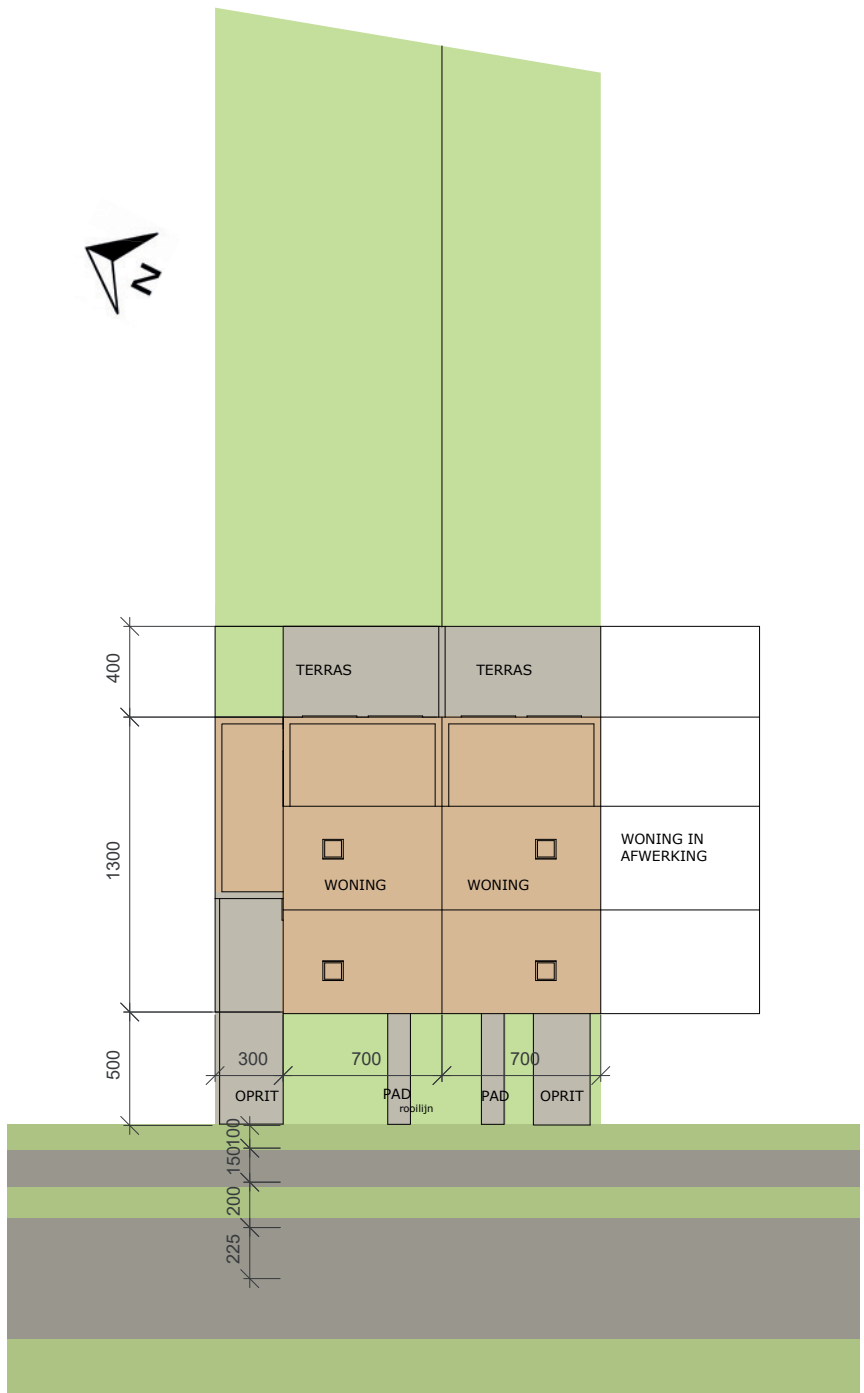 N
400
TERRAS
TERRAS
1300
WONING IN
AFWERKING
WONING
WONING
500
300
700
700
OPRIT
PAD
PAD
OPRIT
rooilijn
100
150
200
225